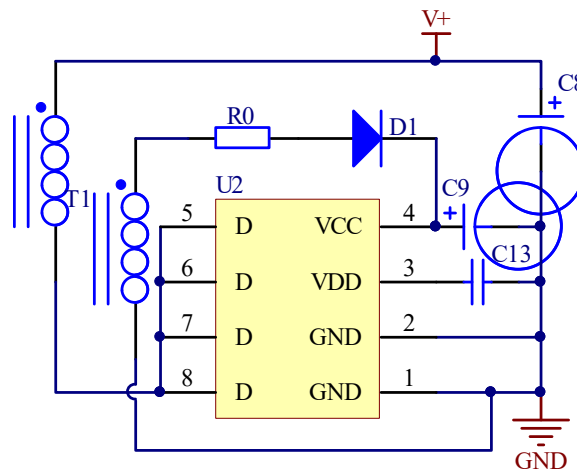 V+
C8
R0
D1
T1
U2
C9
5 D VCC 4
6 D VDD 3
C13
7 D GND 2
8 D GND 1
GND